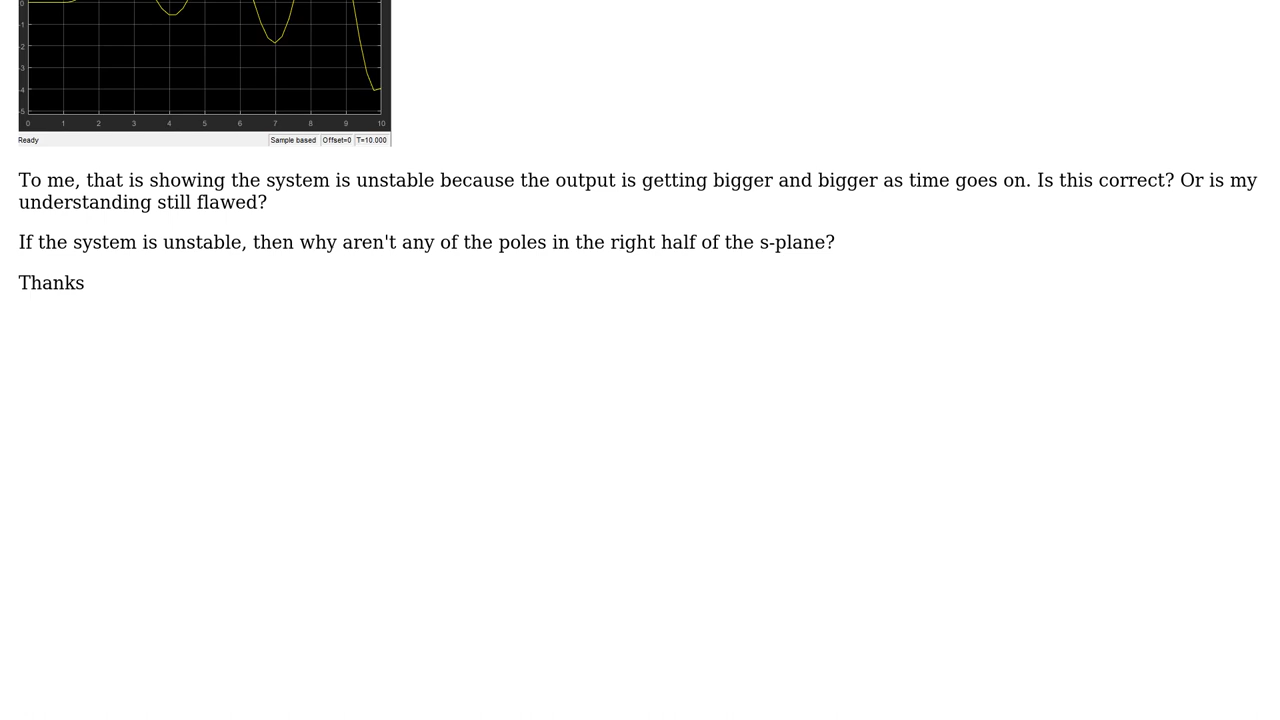 0
-1
-2
-3
-4
-5
0 1 2 3 4 5 6 7 8 9 10
Ready Sample based Offset=0 T=10.000
To me, that is showing the system is unstable because the output is getting bigger and bigger as time goes on. Is this correct? Or is my
understanding still flawed?
If the system is unstable, then why aren't any of the poles in the right half of the s-plane?
Thanks